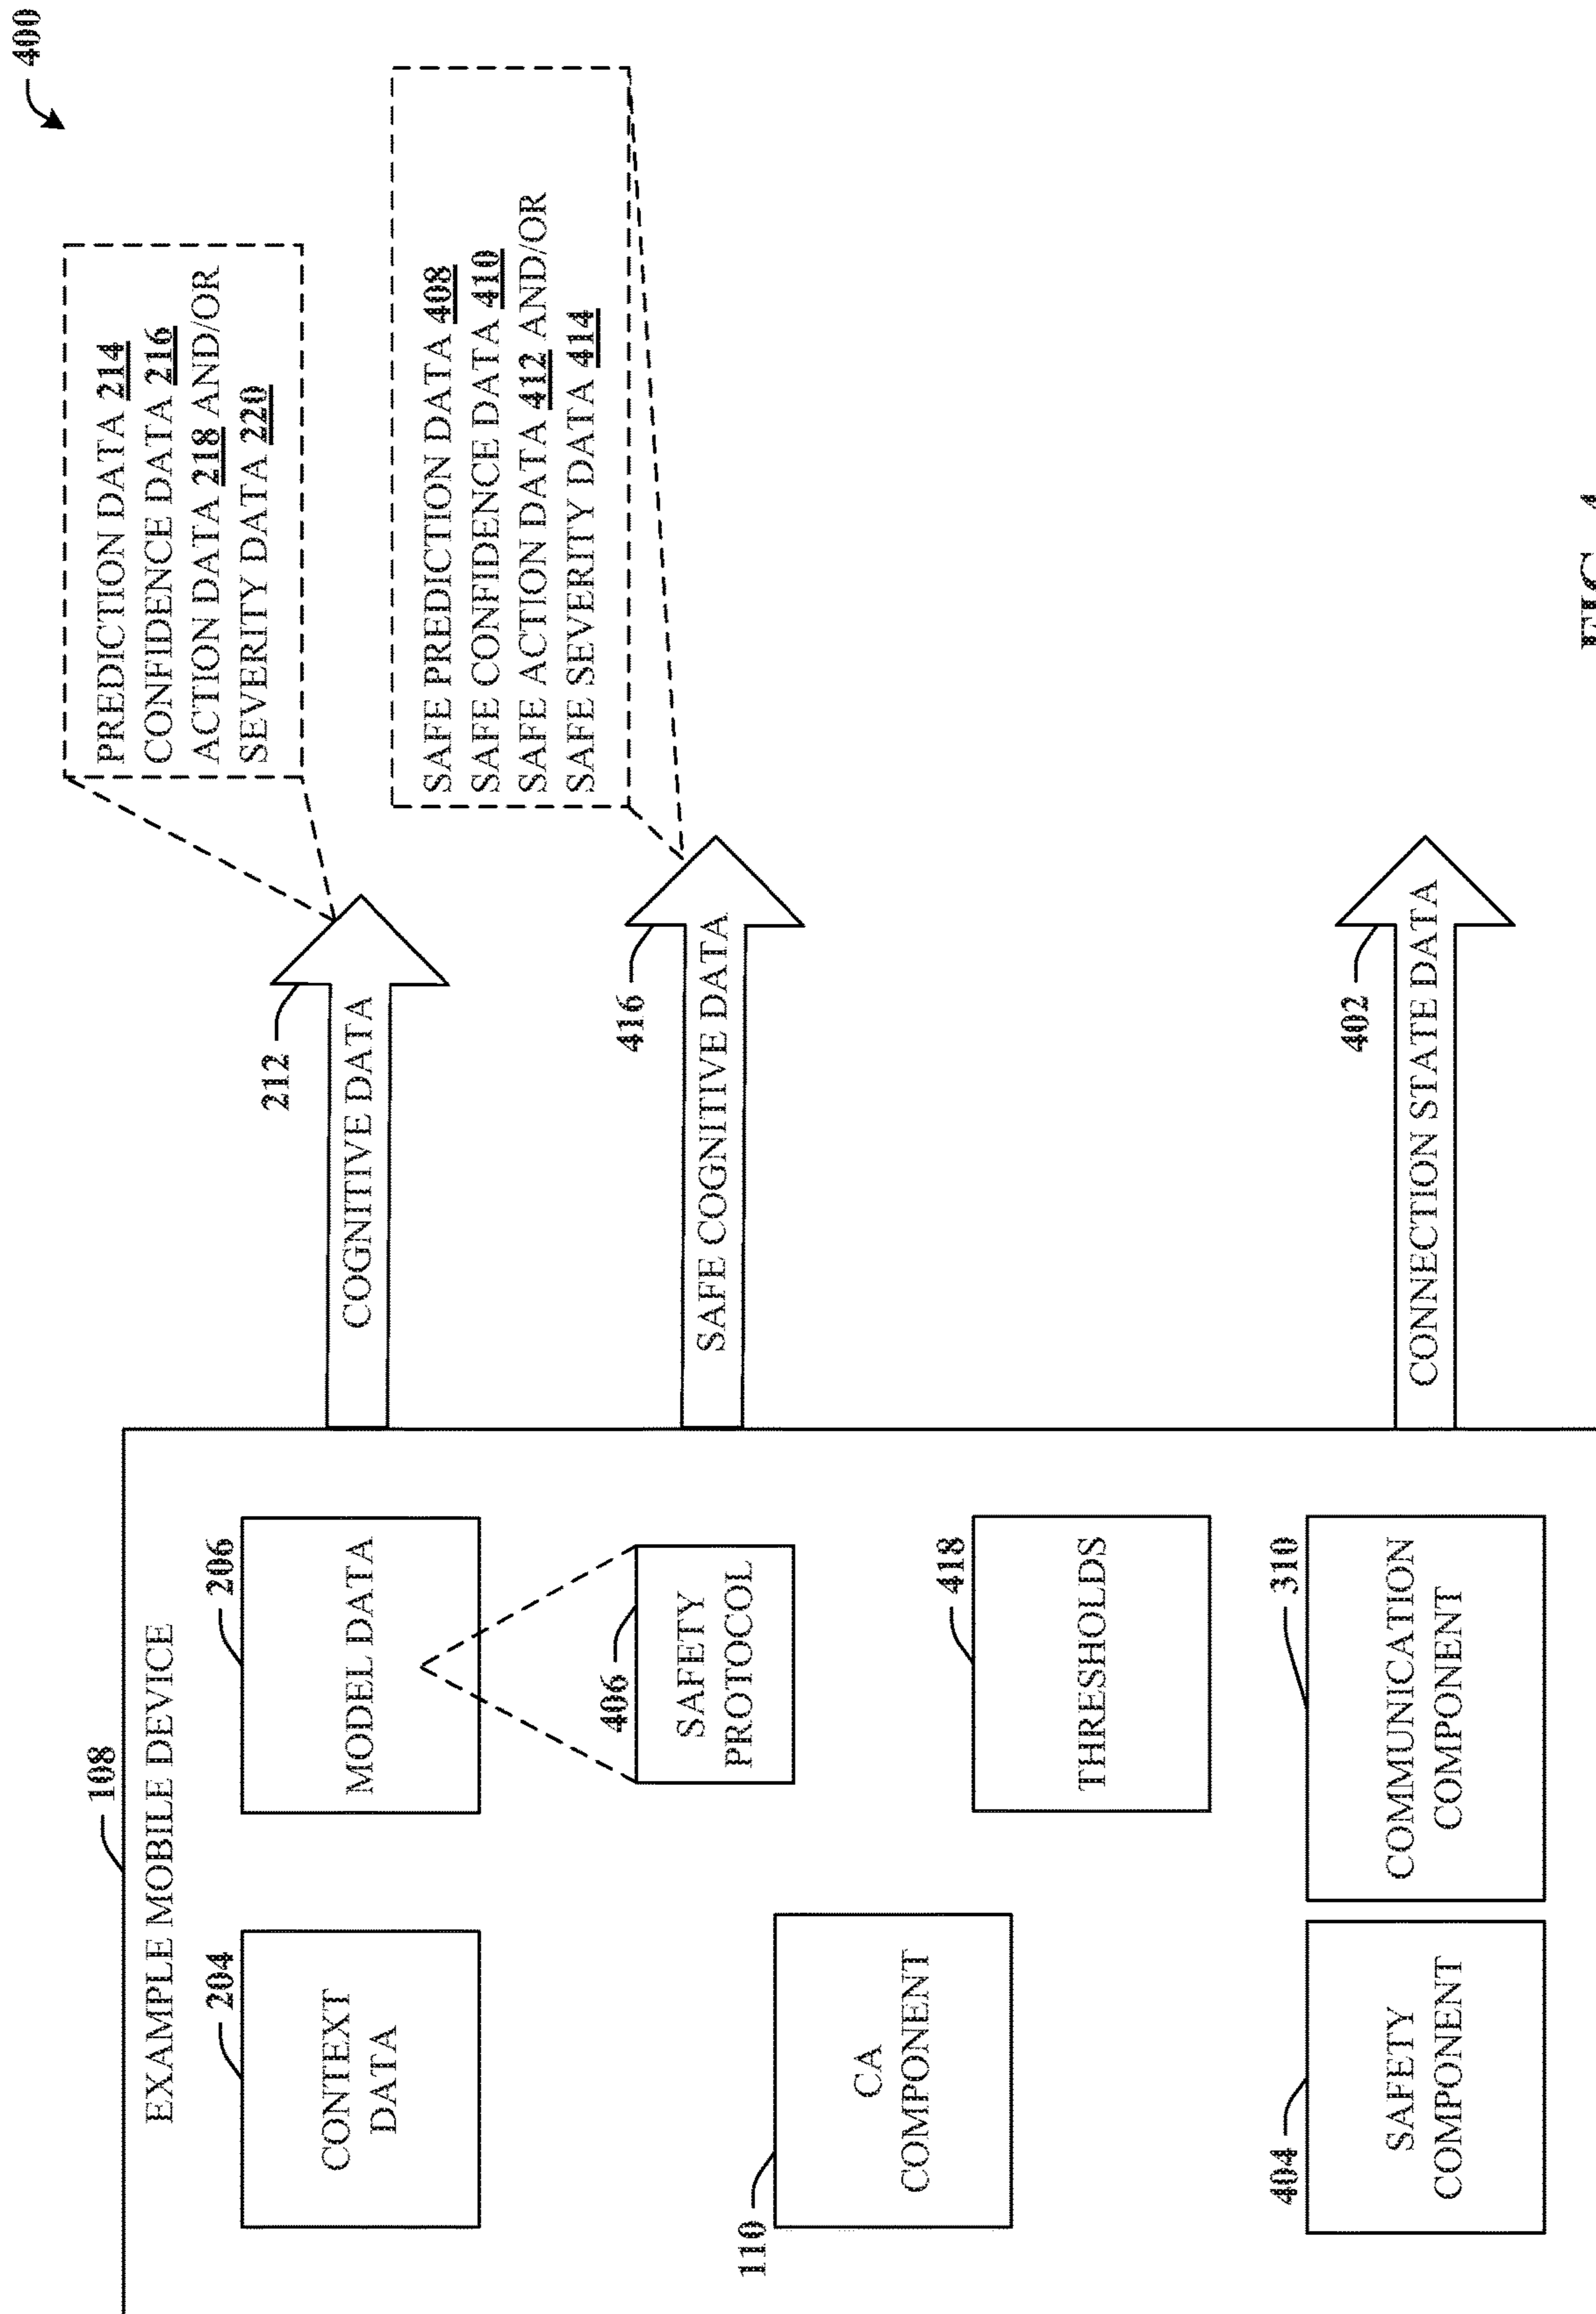 400
108
EXAMPLE MOBILE DEVICE
204
CONTEXT
DATA
206
MODEL DATA
406
SAFETY
PROTOCOL
110
CA
COMPONENT
418
THRESHOLDS
404
SAFETY
COMPONENT
310
COMMUNICATION
COMPONENT
212
COGNITIVE DATA
PREDICTION DATA 214
CONFIDENCE DATA 216
ACTION DATA 218 AND/OR
SEVERITY DATA 220
416
SAFE COGNITIVE DATA
SAFE PREDICTION DATA 408
SAFE CONFIDENCE DATA 410
SAFE ACTION DATA 412 AND/OR
SAFE SEVERITY DATA 414
402
CONNECTION STATE DATA